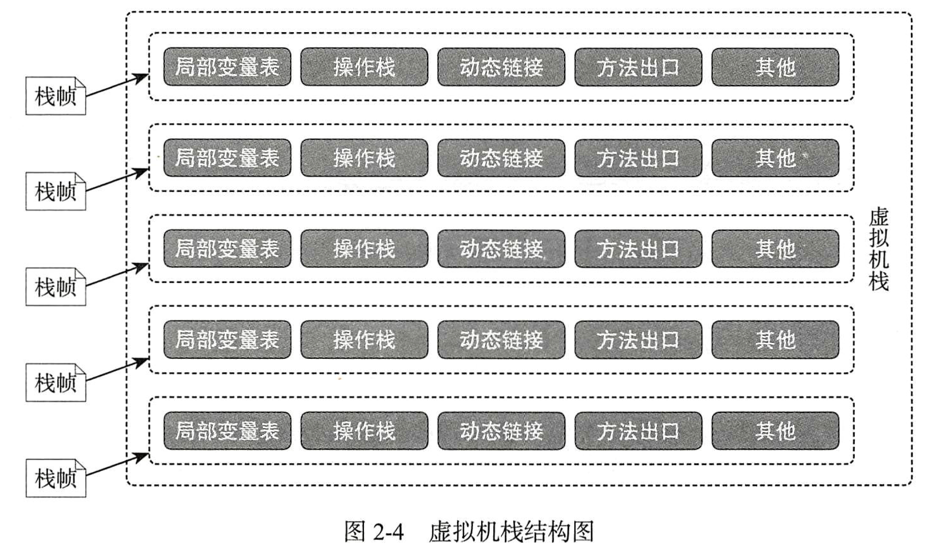 局部变量表 操作栈 动态链接 方法出口 其他
栈帧
局部变量表 操作栈 动态链接 方法出口 其他
栈帧
虚拟机栈
局部变量表 操作栈 动态链接 方法出口 其他
栈帧
局部变量表 操作栈 动态链接 方法出口 其他
栈帧
局部变量表 操作栈 动态链接 方法出口 其他
栈帧
图 2-4 虚拟机栈结构图